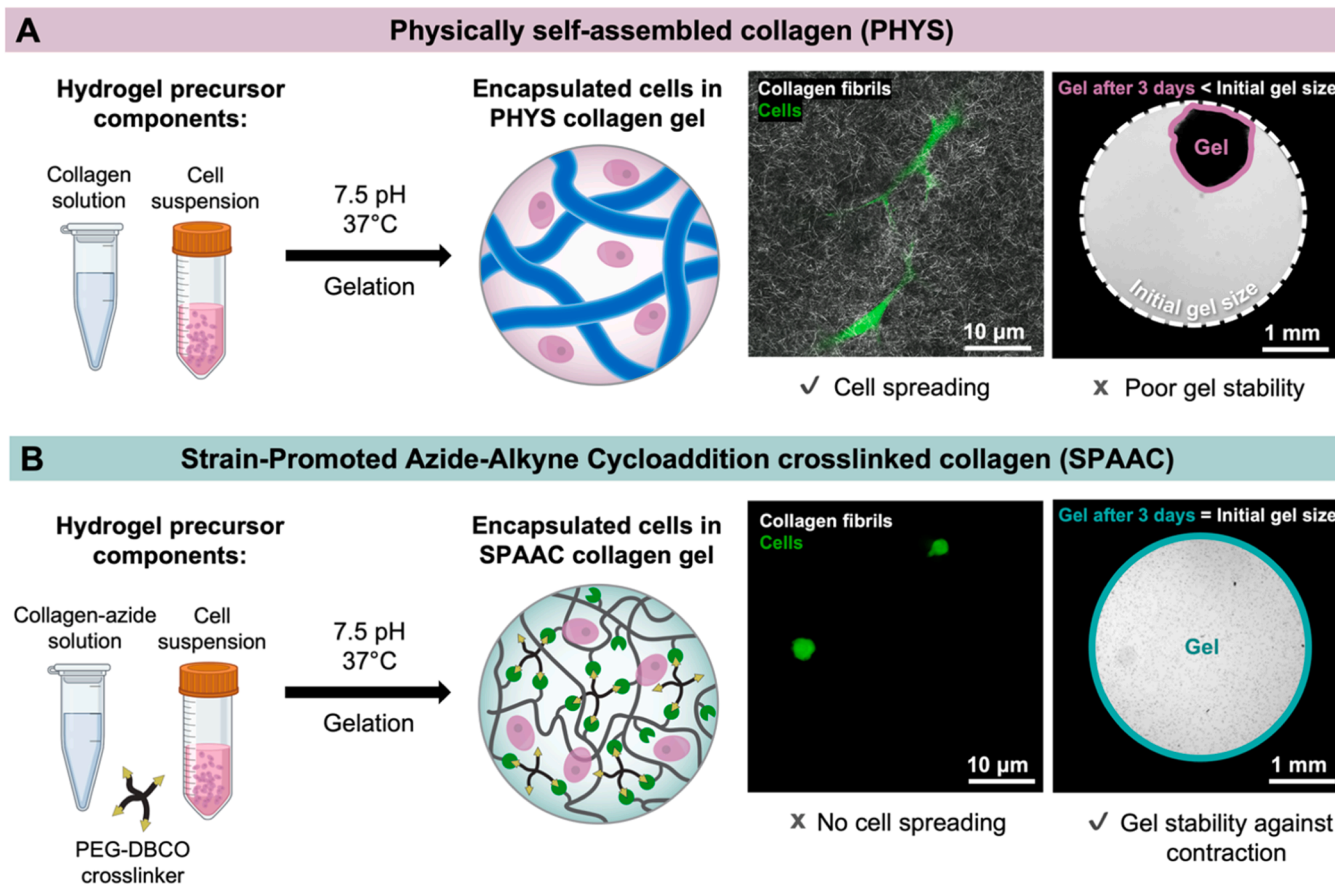 A
Physically self-assembled collagen (PHYS)
Hydrogel precursor
components:
Collagen
solution
Cell
suspension
7.5 pH
37°C
Gelation
Encapsulated cells in
PHYS collagen gel
Collagen fibrils
Cells
10 µm
✓ Cell spreading
Gel after 3 days < Initial gel size
Gel
Initial gel size
1 mm
x Poor gel stability
B
Strain-Promoted Azide-Alkyne Cycloaddition crosslinked collagen (SPAAC)
Hydrogel precursor
components:
Collagen-azide
solution
Cell
suspension
PEG-DBCO
crosslinker
7.5 pH
37°C
Gelation
Encapsulated cells in
SPAAC collagen gel
Collagen fibrils
Cells
10 µm
x No cell spreading
Gel after 3 days = Initial gel size
Gel
1 mm
✓ Gel stability against
contraction